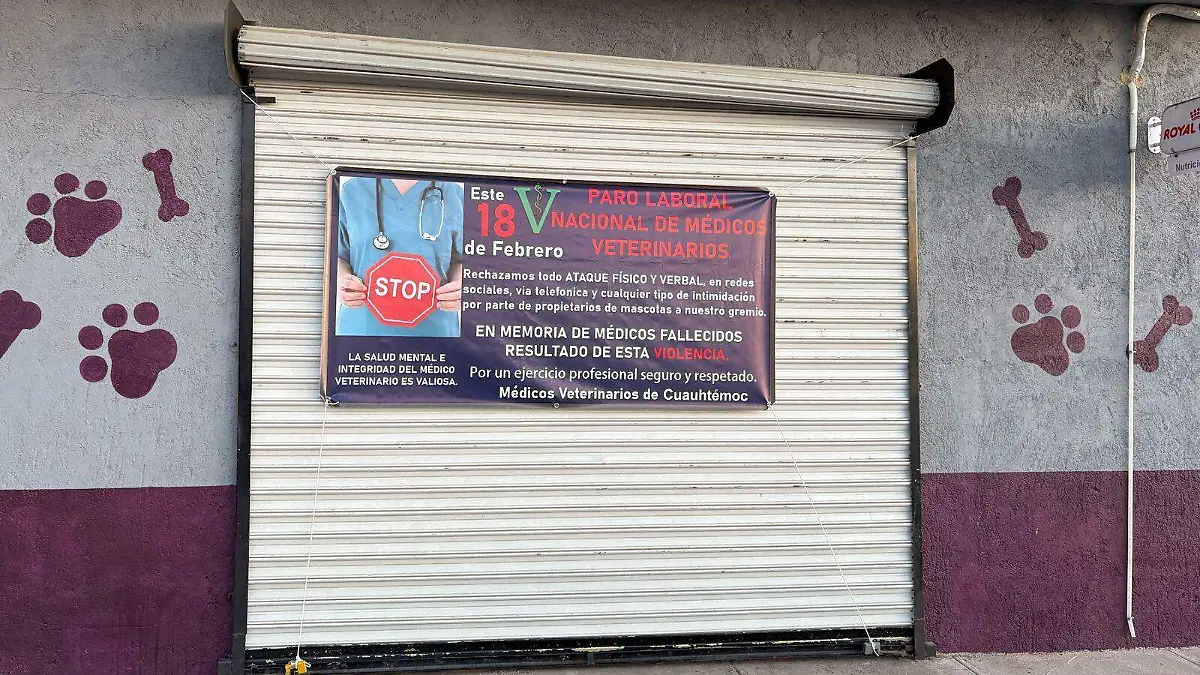 Este
18
de Febrero
V
PARO LABORAL
NACIONAL DE MÉDICOS
VETERINARIOS
STOP
Rechazamos todo ATAQUE FÍSICO Y VERBAL, en redes
sociales, via telefonica y cualquier tipo de intimidación
por parte de propietarios de mascotas a nuestro gremio.
EN MEMORIA DE MÉDICOS FALLECIDOS
RESULTADO DE ESTA VIOLENCIA.
Por un ejercicio profesional seguro y respetado.
Médicos Veterinarios de Cuauhtémoc
LA SALUD MENTAL E
INTEGRIDAD DEL MÉDICO
VETERINARIO ES VALIOSA.
ROYAL